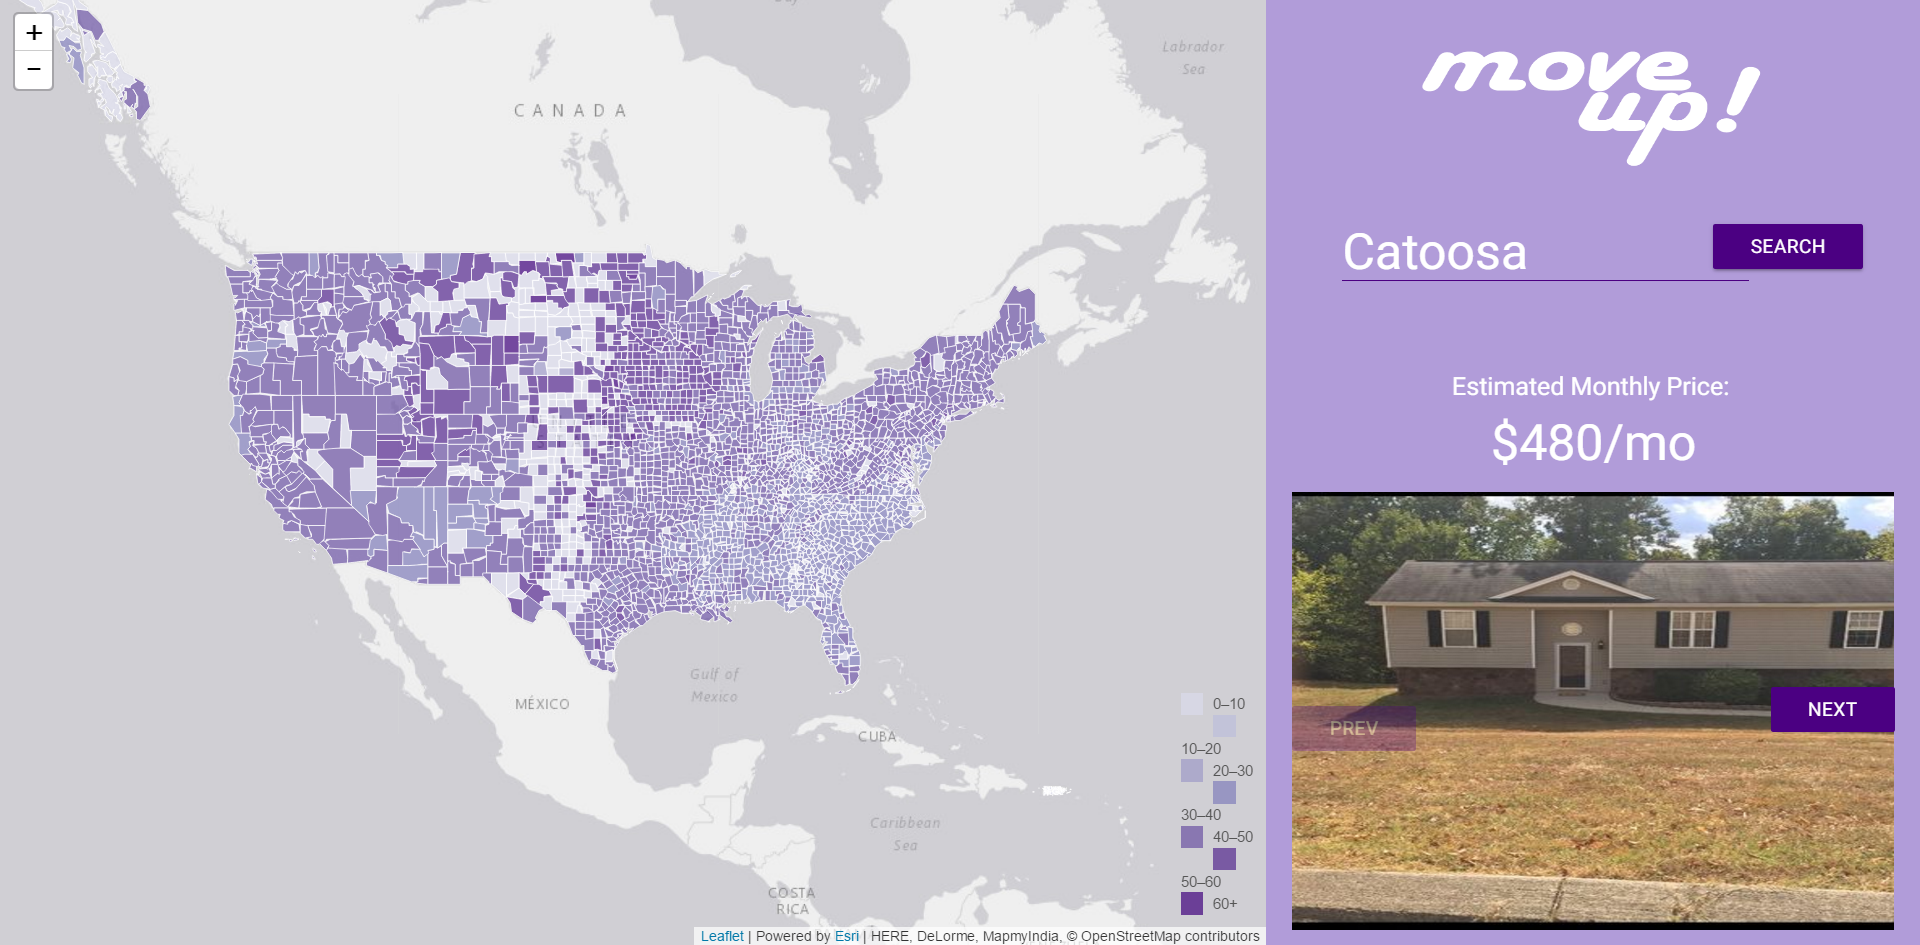 +
−
Labrador
Sea
CANADA
Gulf of
Mexico
MÉXICO
CUBA
Caribbean
Sea
COSTA
RICA
0–10
10–20
20–30
30–40
40–50
50–60
60+
Leaflet | Powered by Esri | HERE, DeLorme, MapmyIndia, © OpenStreetMap contributors
move
up!
Catoosa
SEARCH
Estimated Monthly Price:
$480/mo
PREV
NEXT